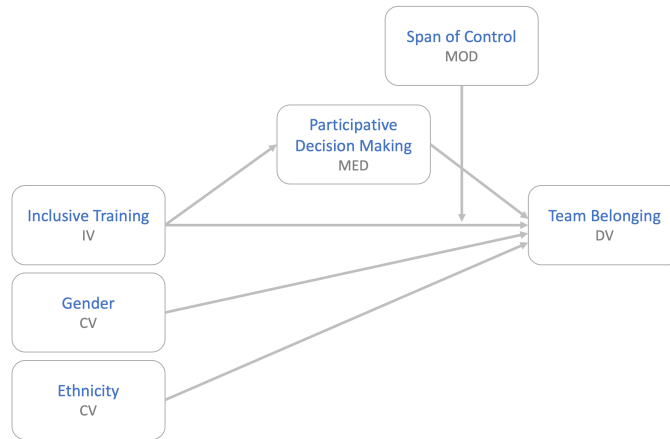 Span of Control
MOD
Participative
Decision Making
MED
Inclusive Training
IV
Team Belonging
DV
Gender
CV
Ethnicity
CV